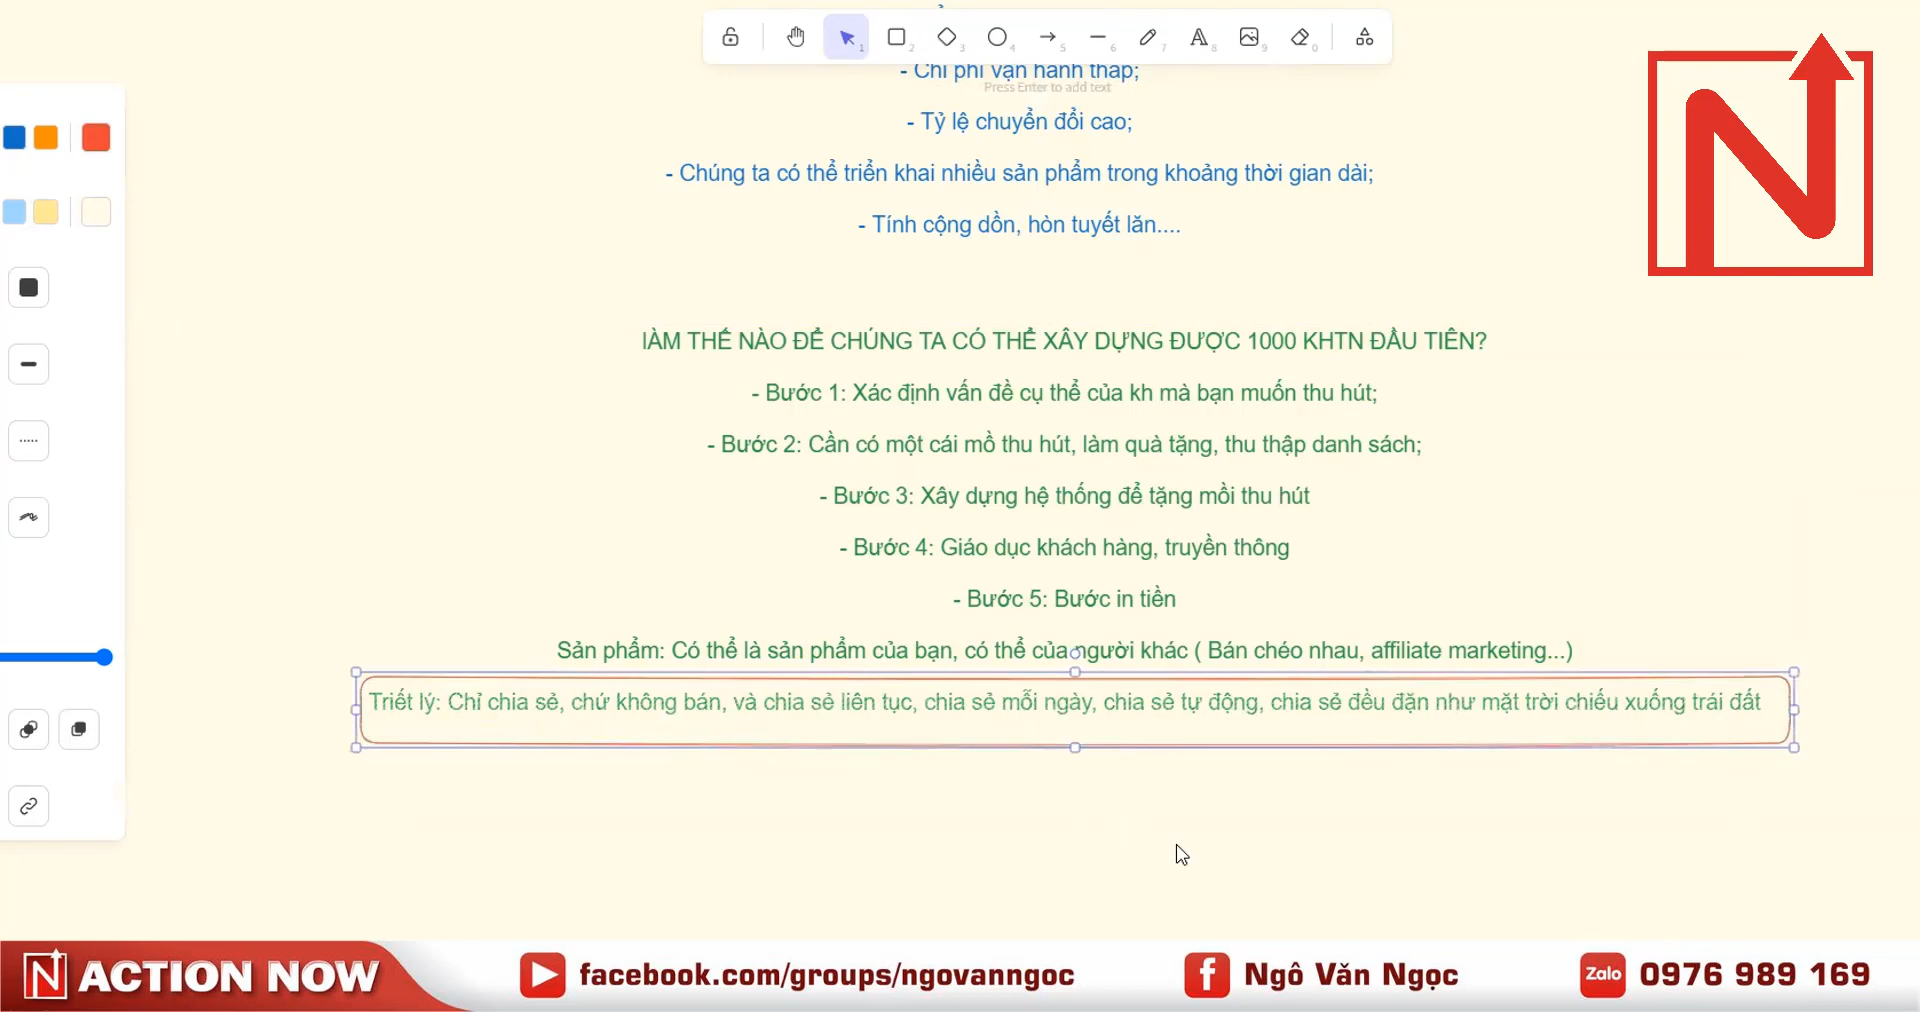 - Chi phí vận hành thấp;
Press Enter to add text
- Tỷ lệ chuyển đổi cao;
- Chúng ta có thể triển khai nhiều sản phẩm trong khoảng thời gian dài;
- Tính cộng dồn, hòn tuyết lăn....
lÀM THẾ NÀO ĐỂ CHÚNG TA CÓ THỂ XÂY DỰNG ĐƯỢC 1000 KHTN ĐẦU TIÊN?
- Bước 1: Xác định vấn đề cụ thể của kh mà bạn muốn thu hút;
- Bước 2: Cần có một cái mồ thu hút, làm quà tặng, thu thập danh sách;
- Bước 3: Xây dựng hệ thống để tặng mồi thu hút
- Bước 4: Giáo dục khách hàng, truyền thông
- Bước 5: Bước in tiền
Sản phẩm: Có thể là sản phẩm của bạn, có thể của người khác ( Bán chéo nhau, affiliate marketing...)
Triết lý: Chỉ chia sẻ, chứ không bán, và chia sẻ liên tục, chia sẻ mỗi ngày, chia sẻ tự động, chia sẻ đều đặn như mặt trời chiếu xuống trái đất
N ACTION NOW
facebook.com/groups/ngovanngoc
Ngô Văn Ngọc
Zalo 0976 989 169